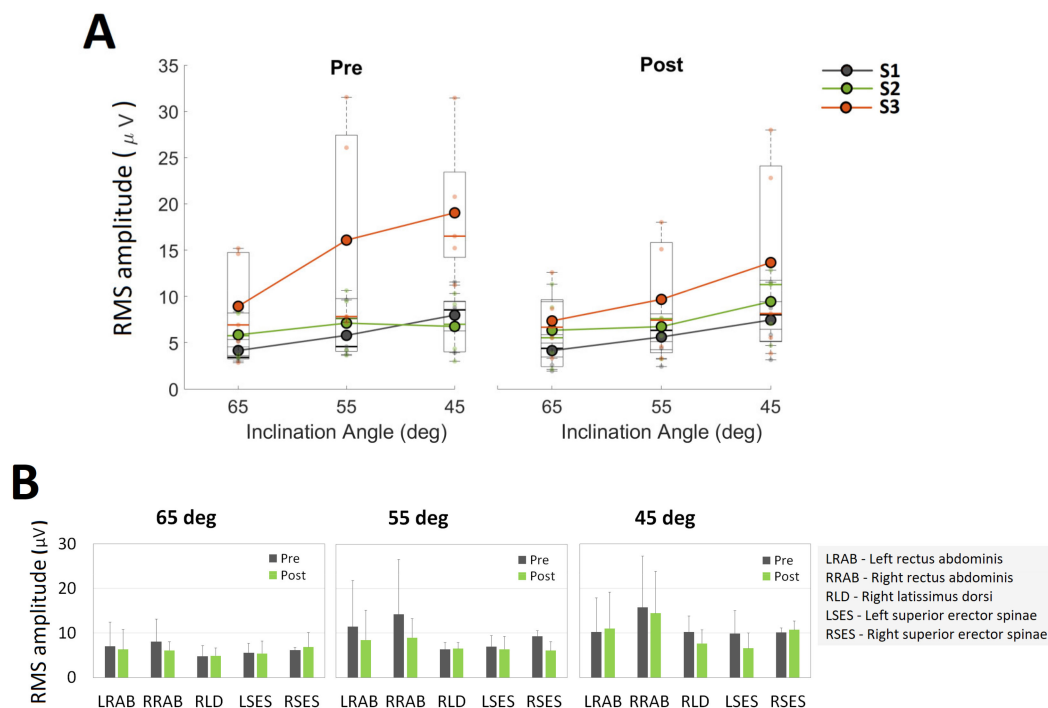 A
Pre
Post
S1
S2
S3
RMS amplitude ( μ V )
35
30
25
20
15
10
5
0
65
55
45
65
55
45
Inclination Angle (deg)
Inclination Angle (deg)
B
65 deg
55 deg
45 deg
RMS amplitude (μV)
30
20
10
0
Pre
Post
Pre
Post
Pre
Post
LRAB RRAB RLD LSES RSES
LRAB RRAB RLD LSES RSES
LRAB RRAB RLD LSES RSES
LRAB - Left rectus abdominis
RRAB - Right rectus abdominis
RLD - Right latissimus dorsi
LSES - Left superior erector spinae
RSES - Right superior erector spinae